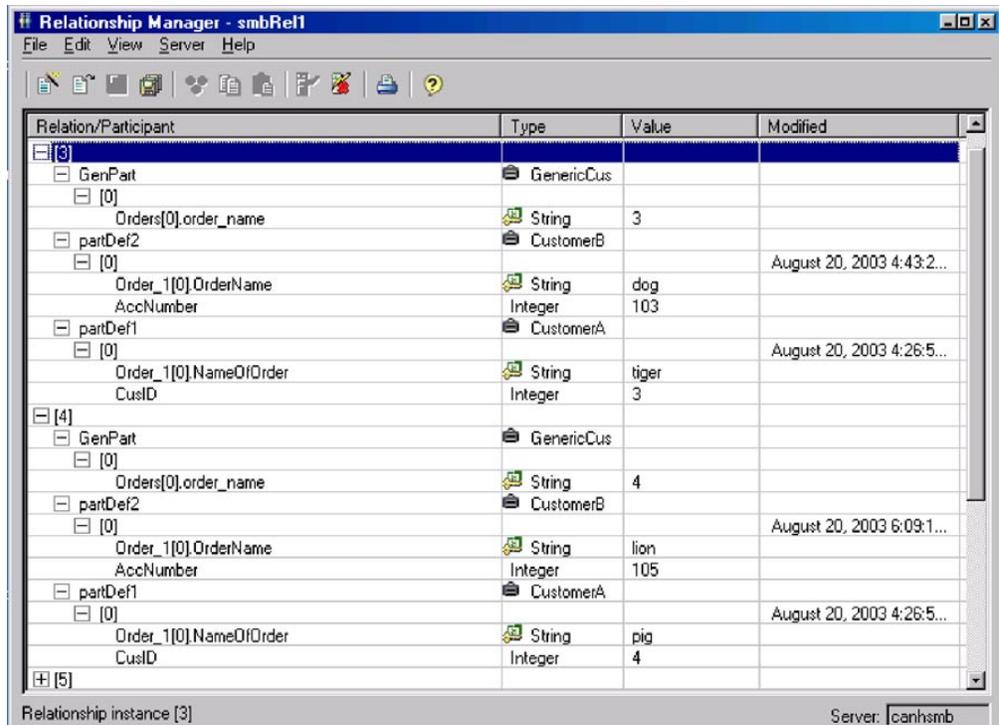 Relationship Manager - smbRel1
File Edit View Server Help
Relation/Participant Type Value Modified
[3]
GenPart GenericCus
[0]
Orders[0].order_name String 3
partDef2 CustomerB
[0] August 20, 2003 4:43:2...
Order_1[0].OrderName String dog
AccNumber Integer 103
partDef1 CustomerA
[0] August 20, 2003 4:26:5...
Order_1[0].NameOfOrder String tiger
CusID Integer 3
[4]
GenPart GenericCus
[0]
Orders[0].order_name String 4
partDef2 CustomerB
[0] August 20, 2003 6:09:1...
Order_1[0].OrderName String lion
AccNumber Integer 105
partDef1 CustomerA
[0] August 20, 2003 4:26:5...
Order_1[0].NameOfOrder String pig
CusID Integer 4
[5]
Relationship instance [3] Server: canhsmb